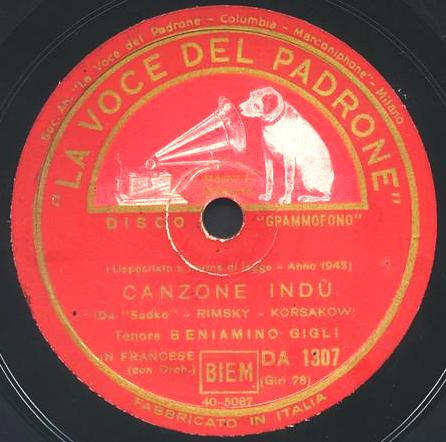 Soc. An. "La Voce del Padrone - Columbia - Marconiphone" - Milano
"LA VOCE DEL PADRONE"
DISCO "GRAMMOFONO"
(Depositato a norma di legge - Anno 1943)
CANZONE INDÙ
(Da "Sadko" - RIMSKY - KORSAKOW)
Tenore BENIAMINO GIGLI
IN FRANCESE
(con Orch.)
BIEM
DA 1307
(Giri 78)
40-5087
FABBRICATO IN ITALIA